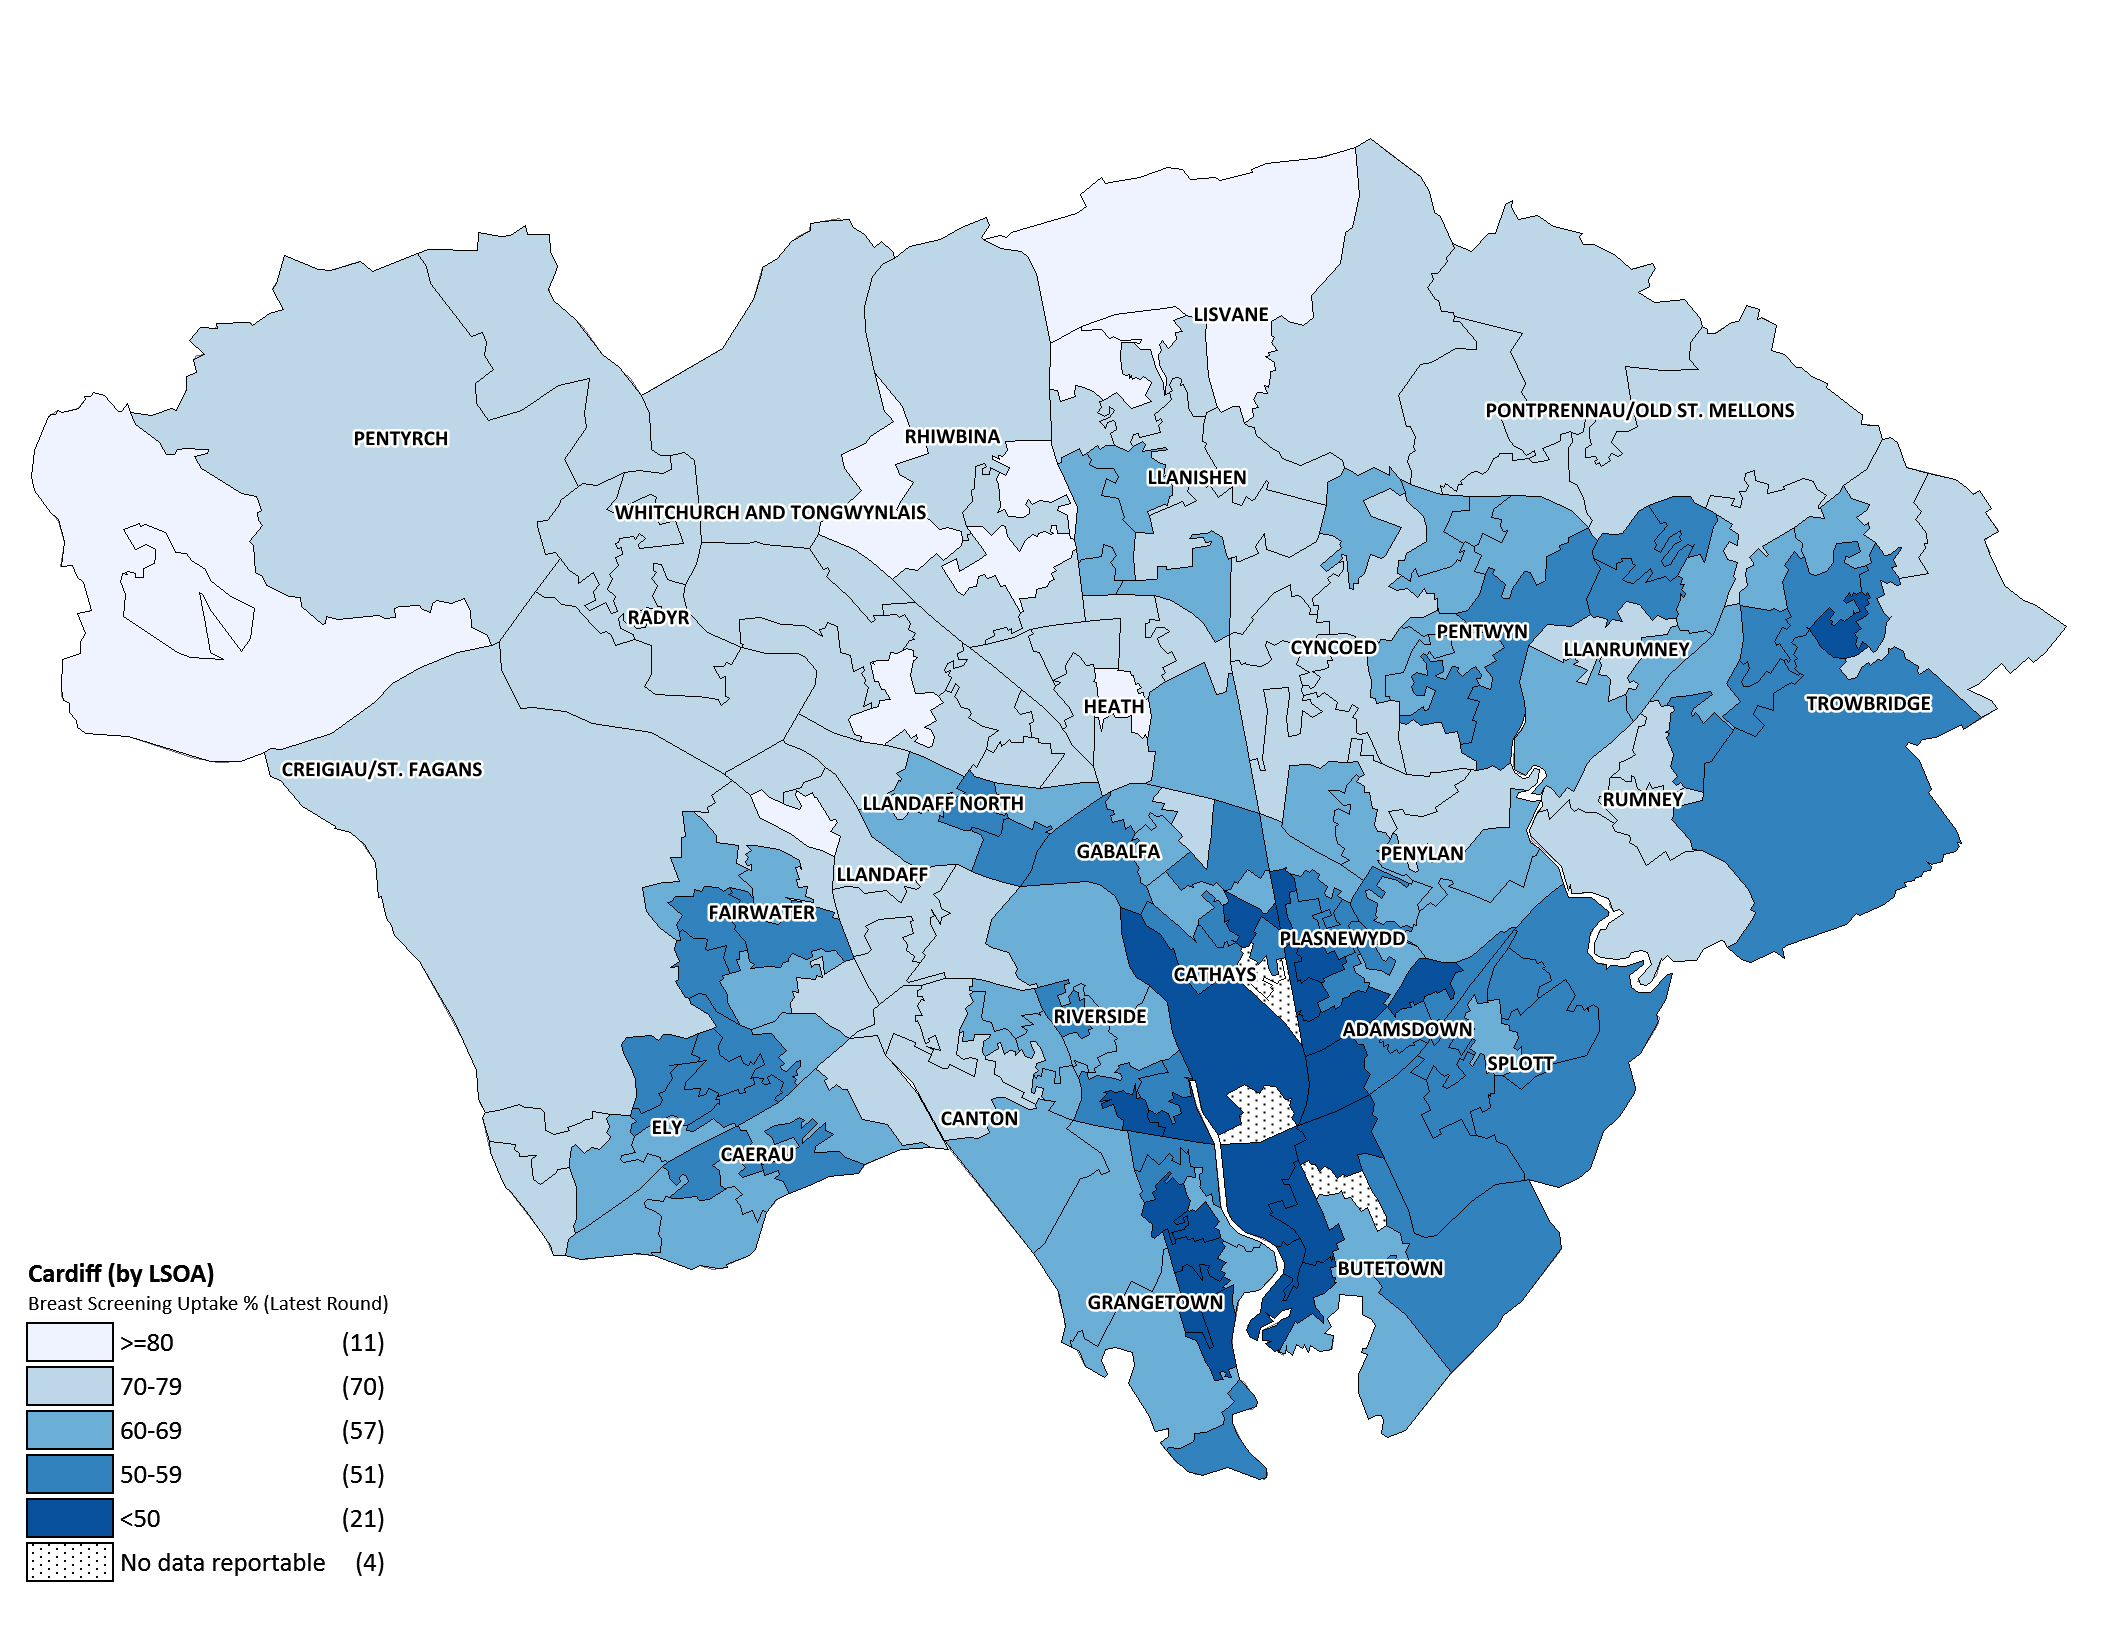 LISVANE
PONTPRENNAU/OLD ST. MELLONS
PENTYRCH
RHIWBINA
LLANISHEN
WHITCHURCH AND TONGWYNLAIS
RADYR
PENTWYN
CYNCOED
LLANRUMNEY
HEATH
TROWBRIDGE
CREIGIAU/ST. FAGANS
LLANDAFF NORTH
RUMNEY
GABALFA
PENYLAN
LLANDAFF
FAIRWATER
PLASNEWYDD
CATHAYS
RIVERSIDE
ADAMSDOWN
SPLOTT
CANTON
ELY
CAERAU
BUTETOWN
GRANGETOWN
Cardiff (by LSOA)
Breast Screening Uptake % (Latest Round)
>=80 (11)
70-79 (70)
60-69 (57)
50-59 (51)
<50 (21)
No data reportable (4)